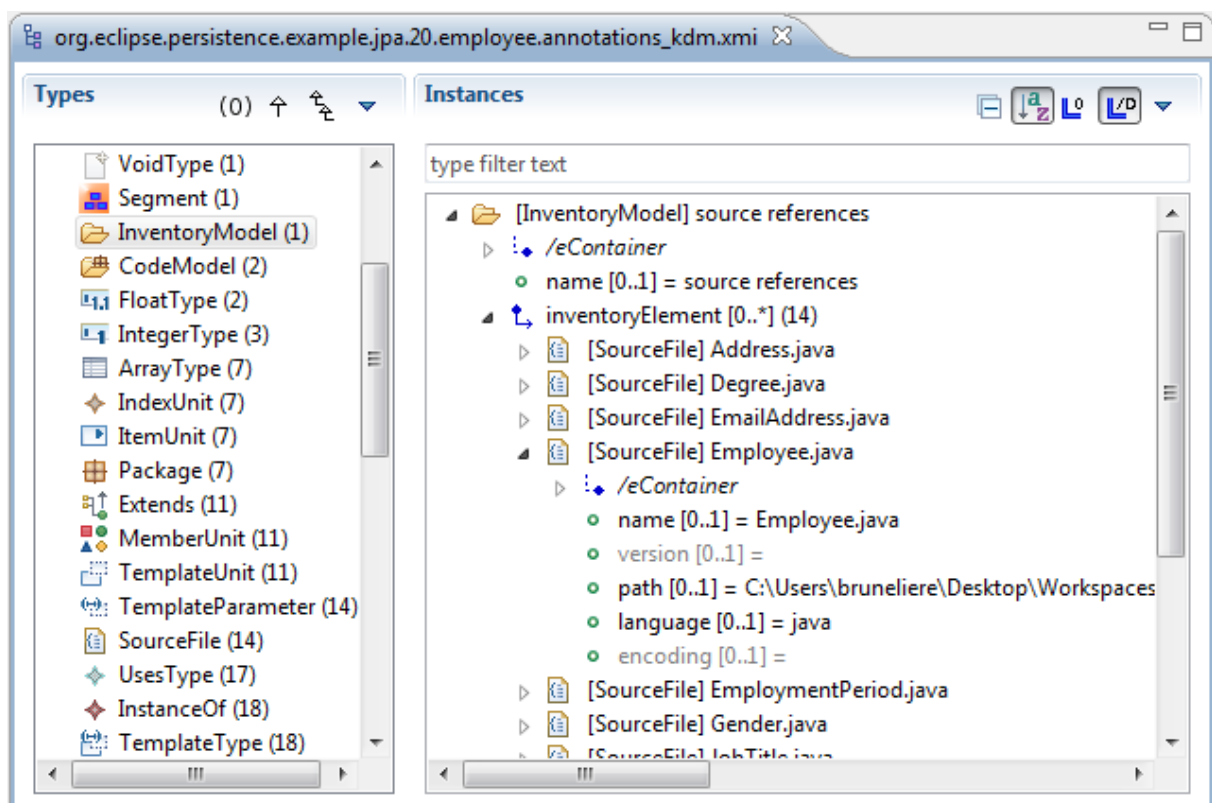 org.eclipse.persistence.example.jpa.20.employee.annotations_kdm.xmi
Types
(0)
VoidType (1)
Segment (1)
InventoryModel (1)
CodeModel (2)
FloatType (2)
IntegerType (3)
ArrayType (7)
IndexUnit (7)
ItemUnit (7)
Package (7)
Extends (11)
MemberUnit (11)
TemplateUnit (11)
TemplateParameter (14)
SourceFile (14)
UsesType (17)
InstanceOf (18)
TemplateType (18)
Instances
type filter text
[InventoryModel] source references
/eContainer
name [0..1] = source references
inventoryElement [0..*] (14)
[SourceFile] Address.java
[SourceFile] Degree.java
[SourceFile] EmailAddress.java
[SourceFile] Employee.java
/eContainer
name [0..1] = Employee.java
version [0..1] =
path [0..1] = C:\Users\bruneliere\Desktop\Workspaces
language [0..1] = java
encoding [0..1] =
[SourceFile] EmploymentPeriod.java
[SourceFile] Gender.java
[SourceFile] JobTitle.java